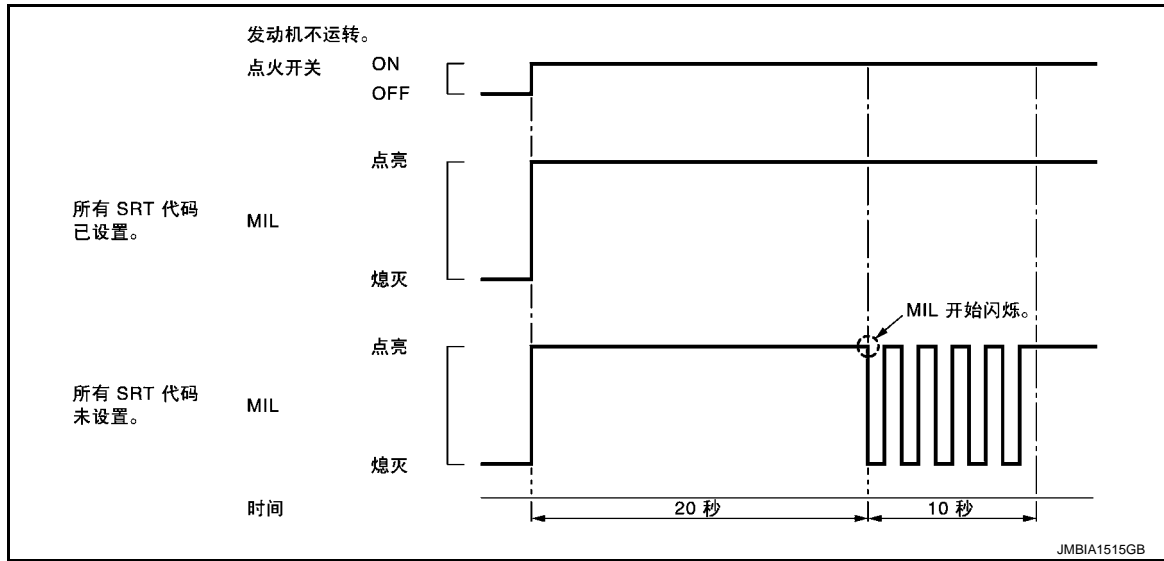 发动机不运转。
点火开关
ON
OFF
点亮
所有 SRT 代码
已设置。
MIL
熄灭
MIL 开始闪烁。
点亮
所有 SRT 代码
未设置。
MIL
熄灭
时间
20 秒
10 秒
JMBIA1515GB